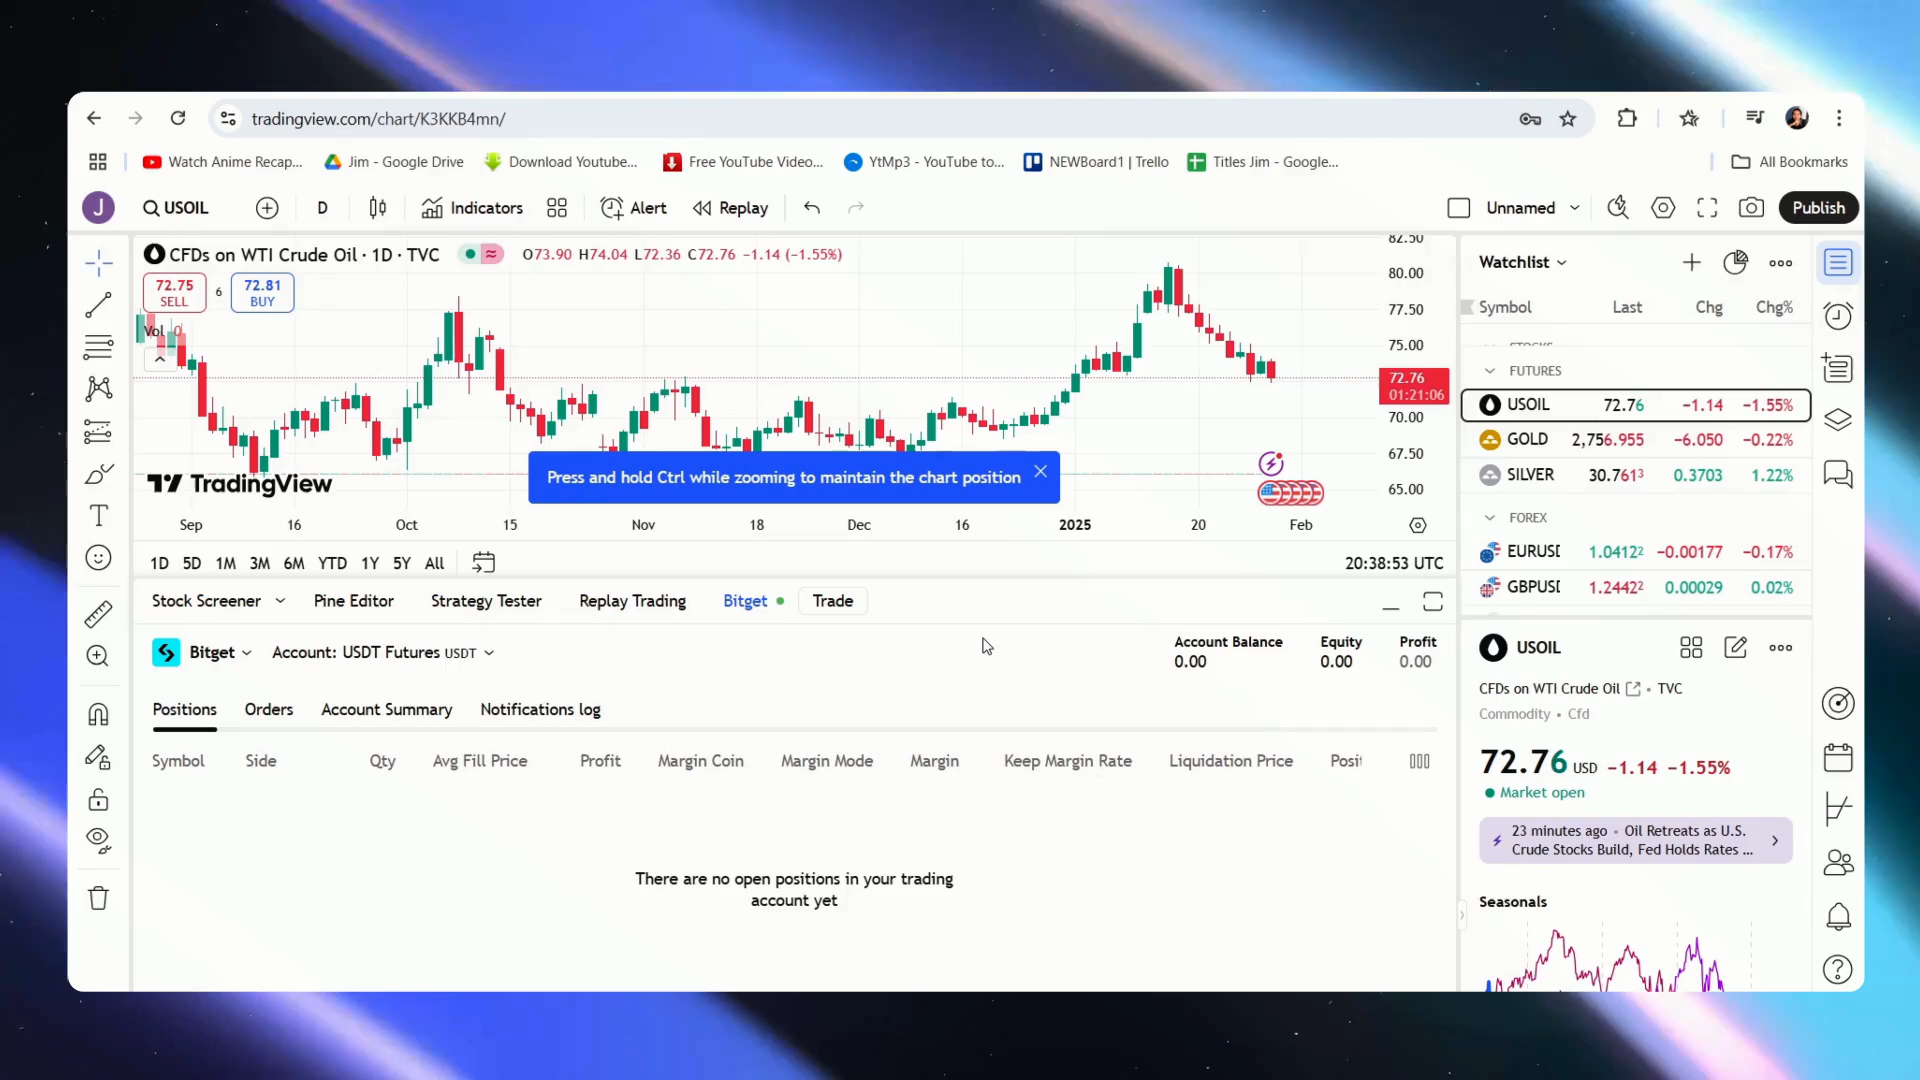 tradingview.com/chart/K3KKB4mn/
Watch Anime Recap... Jim - Google Drive Download Youtube... Free YouTube Video... YtMp3 - YouTube to... NEWBoard1 | Trello Titles Jim - Google... All Bookmarks
J USOIL D Indicators Alert Replay Unnamed Publish
CFDs on WTI Crude Oil · 1D · TVC O73.90 H74.04 L72.36 C72.76 −1.14 (−1.55%)
72.75 SELL 6 72.81 BUY
Vol 0
82.50
80.00
77.50
75.00
72.76
01:21:06
70.00
67.50
65.00
TradingView
Press and hold Ctrl while zooming to maintain the chart position
Sep 16 Oct 15 Nov 18 Dec 16 2025 20 Feb
1D 5D 1M 3M 6M YTD 1Y 5Y All 20:38:53 UTC
Stock Screener Pine Editor Strategy Tester Replay Trading Bitget Trade
Bitget Account: USDT Futures USDT
Account Balance Equity Profit
0.00 0.00 0.00
Positions Orders Account Summary Notifications log
Symbol Side Qty Avg Fill Price Profit Margin Coin Margin Mode Margin Keep Margin Rate Liquidation Price Posit
There are no open positions in your trading
account yet
Watchlist
Symbol Last Chg Chg%
STOCKS
FUTURES
USOIL 72.76 −1.14 −1.55%
GOLD 2,756.955 −6.050 −0.22%
SILVER 30.761³ 0.3703 1.22%
FOREX
EURUSD 1.0412² −0.00177 −0.17%
GBPUSD 1.2442² 0.00029 0.02%
USOIL
CFDs on WTI Crude Oil • TVC
Commodity • Cfd
72.76 USD −1.14 −1.55%
Market open
23 minutes ago • Oil Retreats as U.S.
Crude Stocks Build, Fed Holds Rates ...
Seasonals